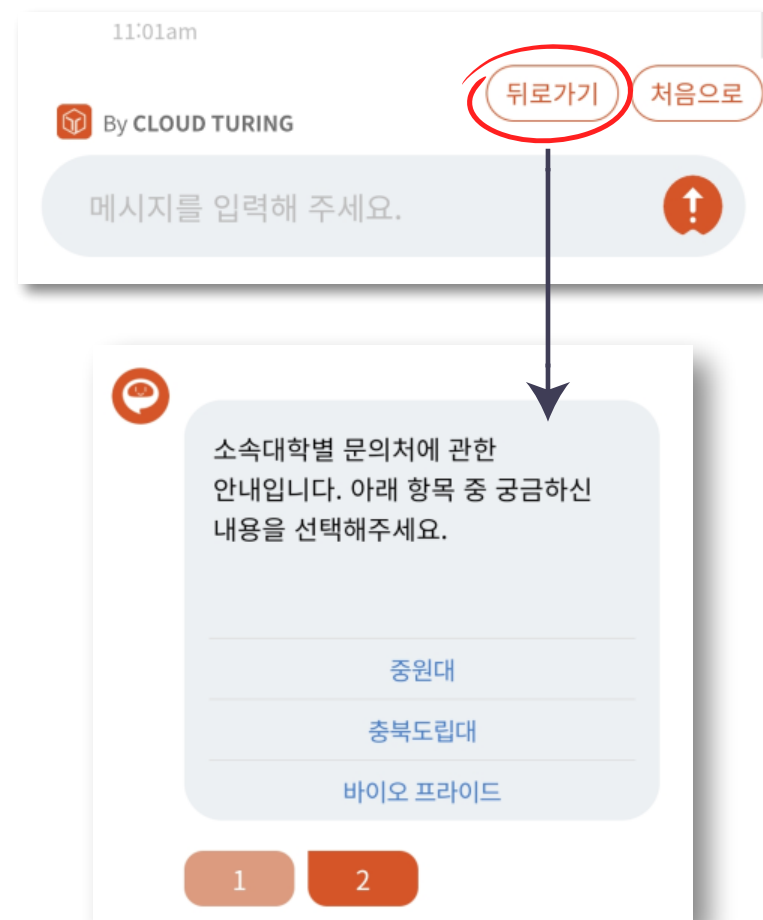 11:01am
뒤로가기
처음으로
By CLOUD TURING
메시지를 입력해 주세요.
소속대학별 문의처에 관한
안내입니다. 아래 항목 중 궁금하신
내용을 선택해주세요.
중원대
충북도립대
바이오 프라이드
1
2